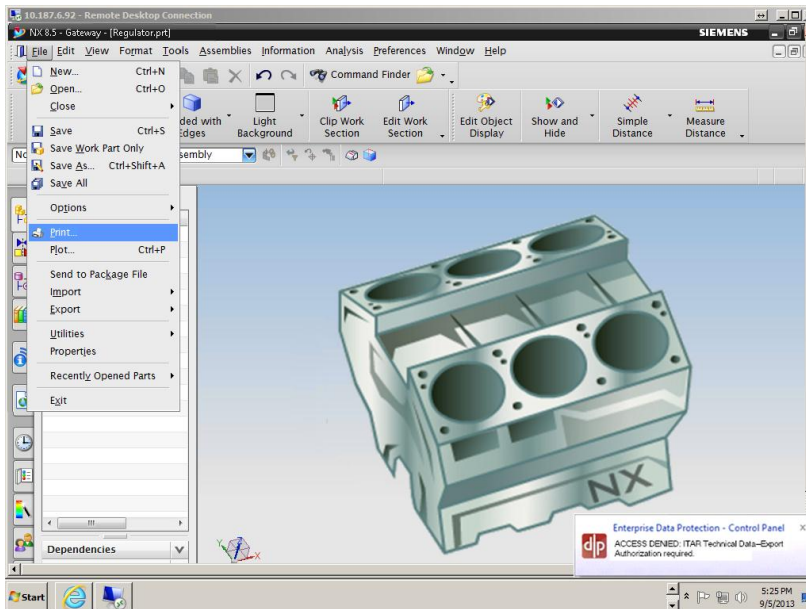 10.187.6.92 - Remote Desktop Connection
NX 8.5 - Gateway - [Regulator.prt]
SIEMENS
File Edit View Format Tools Assemblies Information Analysis Preferences Window Help
New... Ctrl+N
Open... Ctrl+O
Close
Save Ctrl+S
Save Work Part Only
Save As... Ctrl+Shift+A
Save All
Options
Print...
Plot... Ctrl+P
Send to Package File
Import
Export
Utilities
Properties
Recently Opened Parts
Exit
Command Finder
Light Background
Clip Work Section
Edit Work Section
Edit Object Display
Show and Hide
Simple Distance
Measure Distance
NX
Y
X
Dependencies
Enterprise Data Protection - Control Panel
dlp
ACCESS DENIED: ITAR Technical Data--Export
Authorization required.
Start
5:25 PM
9/5/2013